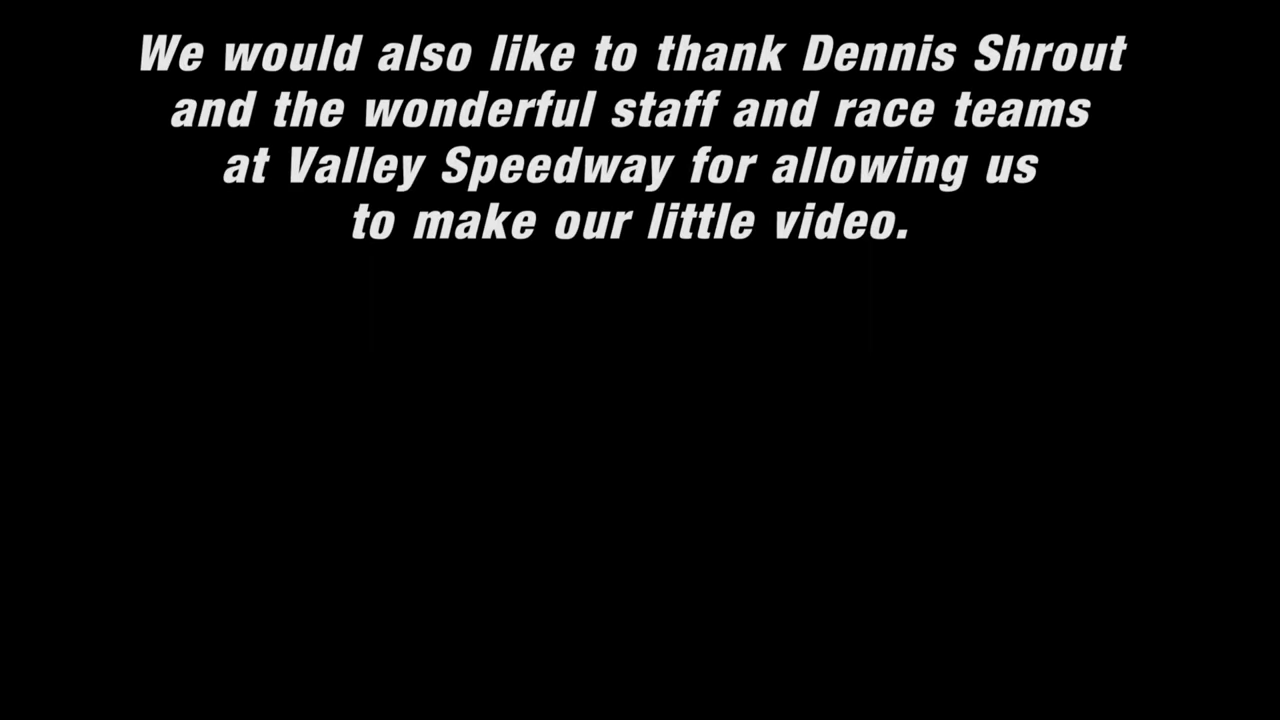 We would also like to thank Dennis Shrout
and the wonderful staff and race teams
at Valley Speedway for allowing us
to make our little video.